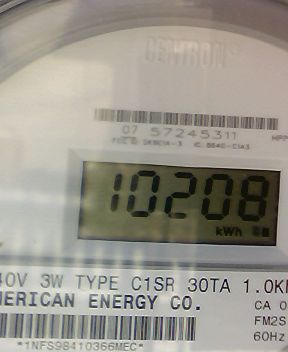 CENTRON®
07 57245311
10208
kWh
40V 3W TYPE C1SR 30TA 1.0K
MERICAN ENERGY CO.
CA 0
FM2S
60Hz
*1NFS98410366MEC*